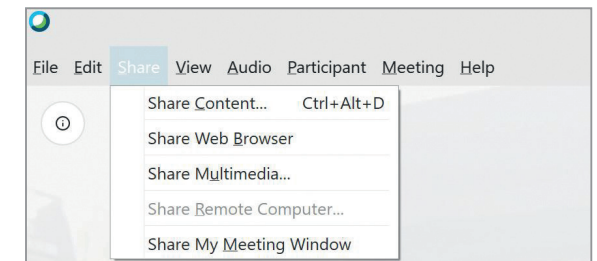 File Edit Share View Audio Participant Meeting Help
Share Content... Ctrl+Alt+D
Share Web Browser
Share Multimedia...
Share Remote Computer...
Share My Meeting Window